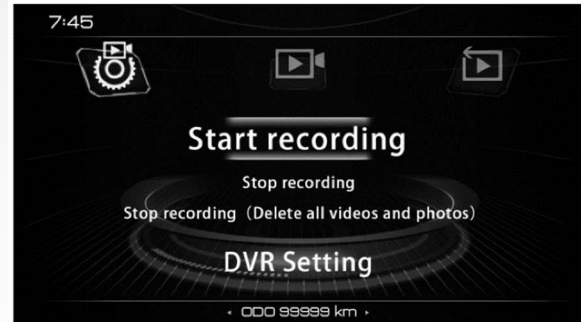 7:45
Start recording
Stop recording
Stop recording（Delete all videos and photos）
DVR Setting
ODO 99999 km